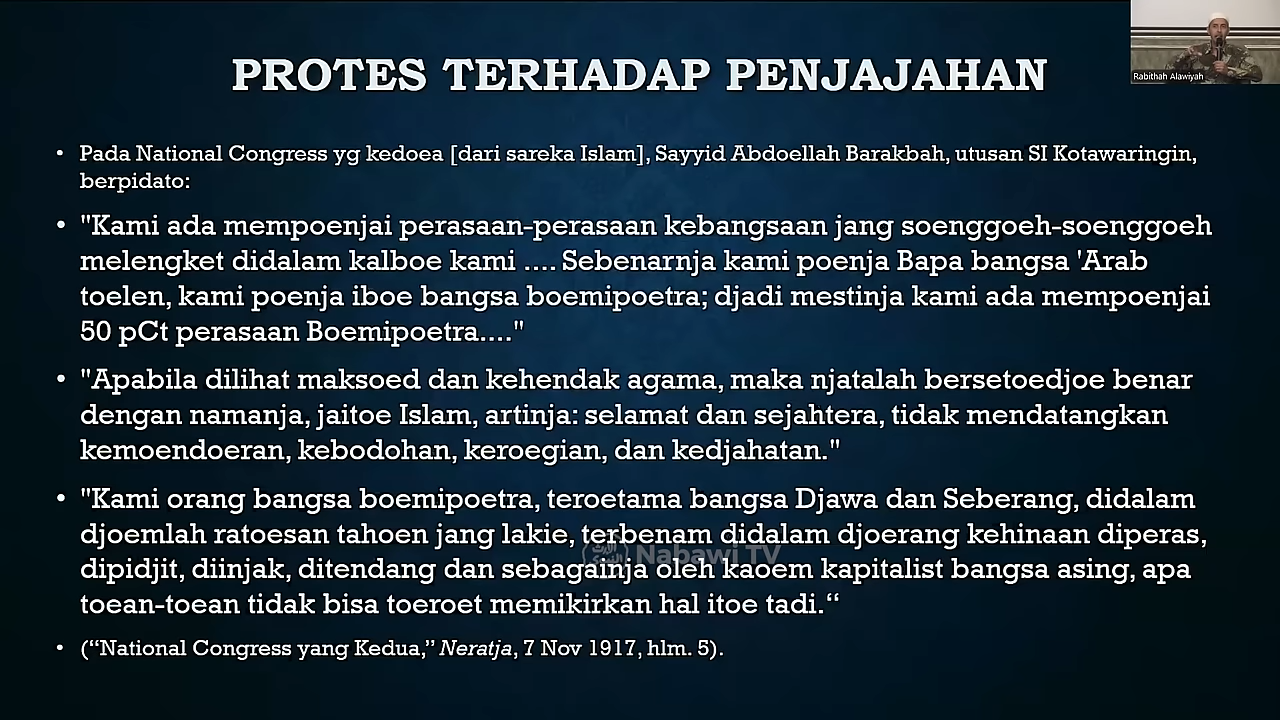 PROTES TERHADAP PENJAJAHAN
Rabithah Alawiyah
• Pada National Congress yg kedoea [dari sareka Islam], Sayyid Abdoellah Barakbah, utusan SI Kotawaringin,
berpidato:
• "Kami ada mempoenjai perasaan-perasaan kebangsaan jang soenggoeh-soenggoeh
melengket didalam kalboe kami .... Sebenarnja kami poenja Bapa bangsa 'Arab
toelen, kami poenja iboe bangsa boemipoetra; djadi mestinja kami ada mempoenjai
50 pCt perasaan Boemipoetra...."
• "Apabila dilihat maksoed dan kehendak agama, maka njatalah bersetoedjoe benar
dengan namanja, jaitoe Islam, artinja: selamat dan sejahtera, tidak mendatangkan
kemoendoeran, kebodohan, keroegian, dan kedjahatan."
• "Kami orang bangsa boemipoetra, teroetama bangsa Djawa dan Seberang, didalam
djoemlah ratoesan tahoen jang lakie, terbenam didalam djoerang kehinaan diperas,
Nabawi TV
dipidjit, diinjak, ditendang dan sebagainja oleh kaoem kapitalist bangsa asing, apa
toean-toean tidak bisa toeroet memikirkan hal itoe tadi.“
• (“National Congress yang Kedua,” Neratja, 7 Nov 1917, hlm. 5).